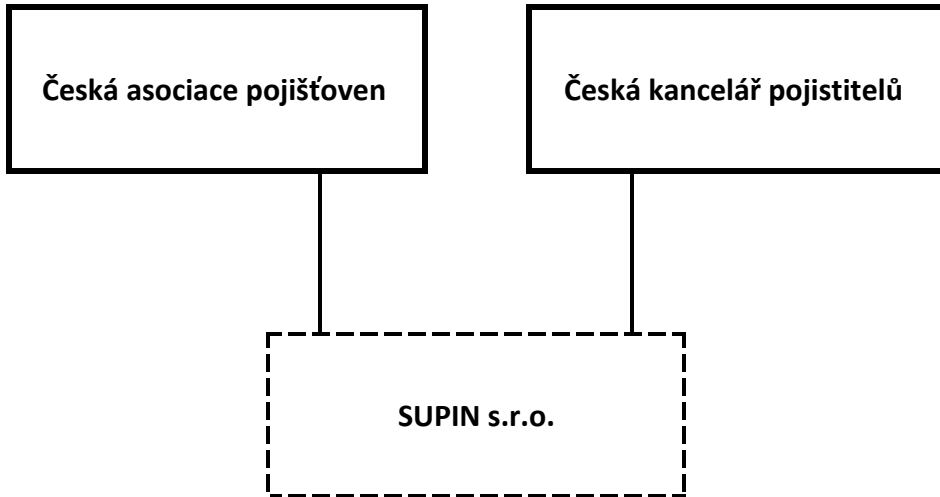 Česká asociace pojišťoven
Česká kancelář pojistitelů
SUPIN s.r.o.